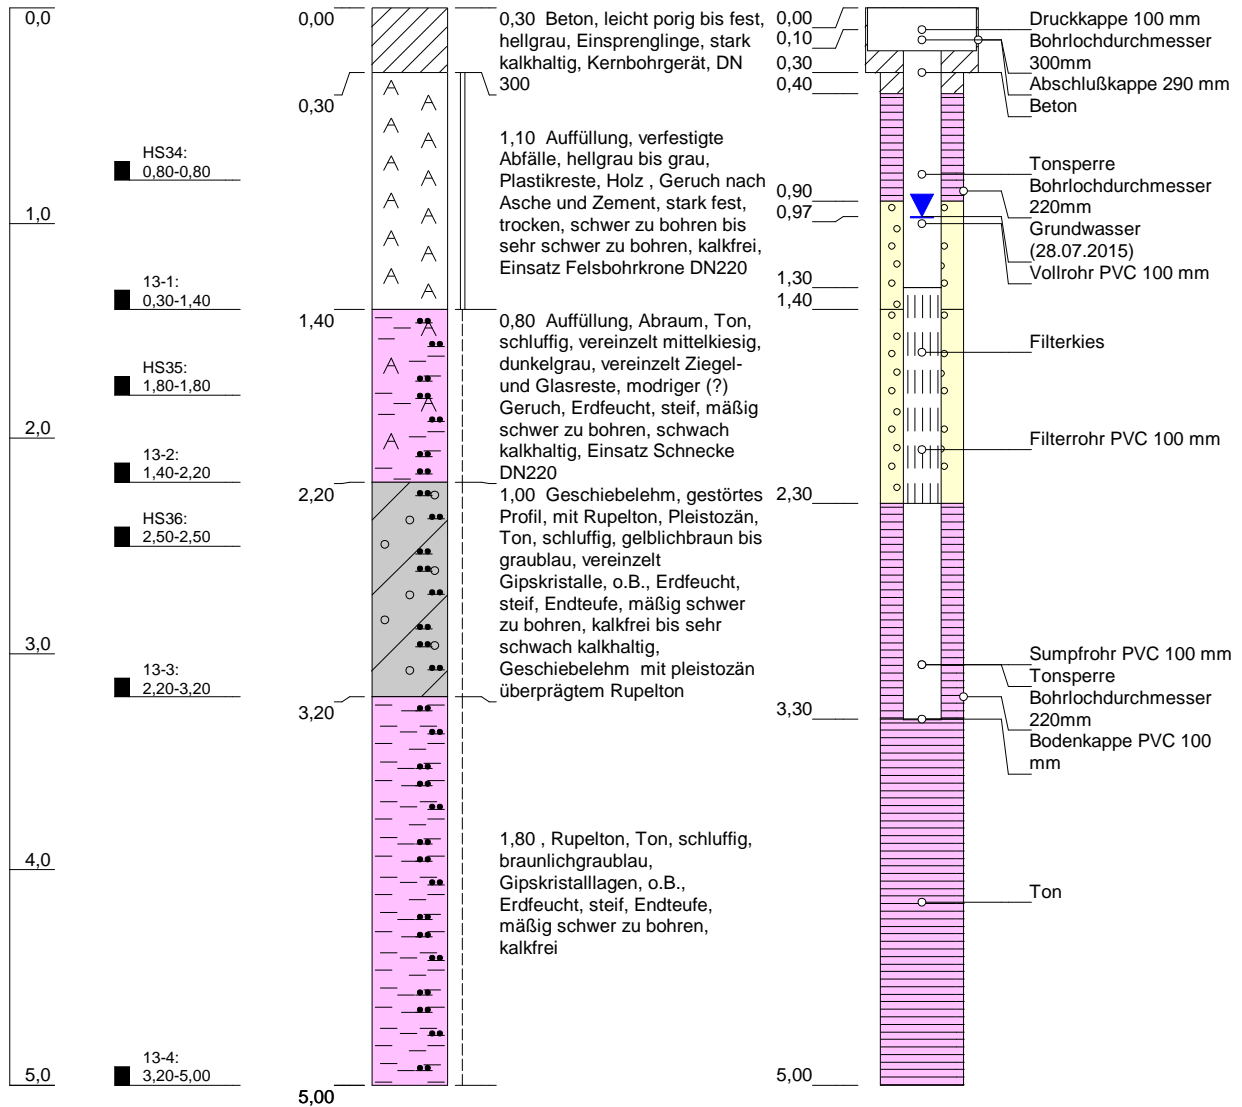 0,0
1,0
2,0
3,0
4,0
5,0
HS34:
0,80-0,80
13-1:
0,30-1,40
HS35:
1,80-1,80
13-2:
1,40-2,20
HS36:
2,50-2,50
13-3:
2,20-3,20
13-4:
3,20-5,00
0,00
0,30
1,40
2,20
3,20
5,00
0,30 Beton, leicht porig bis fest,
hellgrau, Einsprenglinge, stark
kalkhaltig, Kernbohrgerät, DN
300
1,10 Auffüllung, verfestigte
Abfälle, hellgrau bis grau,
Plastikreste, Holz , Geruch nach
Asche und Zement, stark fest,
trocken, schwer zu bohren bis
sehr schwer zu bohren, kalkfrei,
Einsatz Felsbohrkrone DN220
0,80 Auffüllung, Abraum, Ton,
schluffig, vereinzelt mittelkiesig,
dunkelgrau, vereinzelt Ziegel-
und Glasreste, modriger (?)
Geruch, Erdfeucht, steif, mäßig
schwer zu bohren, schwach
kalkhaltig, Einsatz Schnecke
DN220
1,00 Geschiebelehm, gestörtes
Profil, mit Rupelton, Pleistozän,
Ton, schluffig, gelblichbraun bis
graublau, vereinzelt
Gipskristalle, o.B., Erdfeucht,
steif, Endteufe, mäßig schwer
zu bohren, kalkfrei bis sehr
schwach kalkhaltig,
Geschiebelehm mit pleistozän
überprägtem Rupelton
1,80 , Rupelton, Ton, schluffig,
braunlichgraublau,
Gipskristalllagen, o.B.,
Erdfeucht, steif, Endteufe,
mäßig schwer zu bohren,
kalkfrei
0,00
0,10
0,30
0,40
0,90
0,97
1,30
1,40
2,30
3,30
5,00
Druckkappe 100 mm
Bohrlochdurchmesser
300mm
Abschlußkappe 290 mm
Beton
Tonsperre
Bohrlochdurchmesser
220mm
Grundwasser
(28.07.2015)
Vollrohr PVC 100 mm
Filterkies
Filterrohr PVC 100 mm
Sumpfrohr PVC 100 mm
Tonsperre
Bohrlochdurchmesser
220mm
Bodenkappe PVC 100
mm
Ton